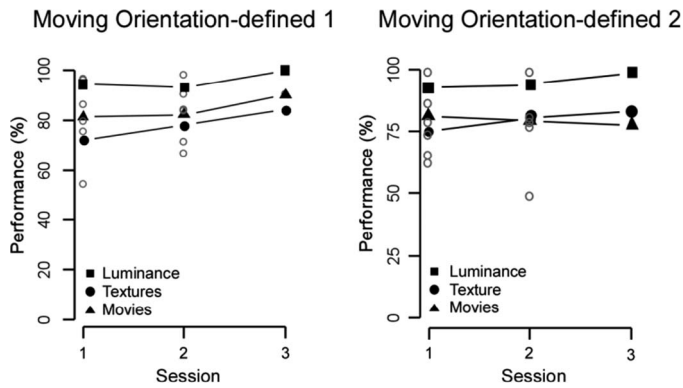 Moving Orientation-defined 1
Performance (%)
100
80
60
40
20
0
Luminance
Textures
Movies
1 2 3
Session
Moving Orientation-defined 2
Performance (%)
100
75
50
25
0
Luminance
Texture
Movies
1 2 3
Session